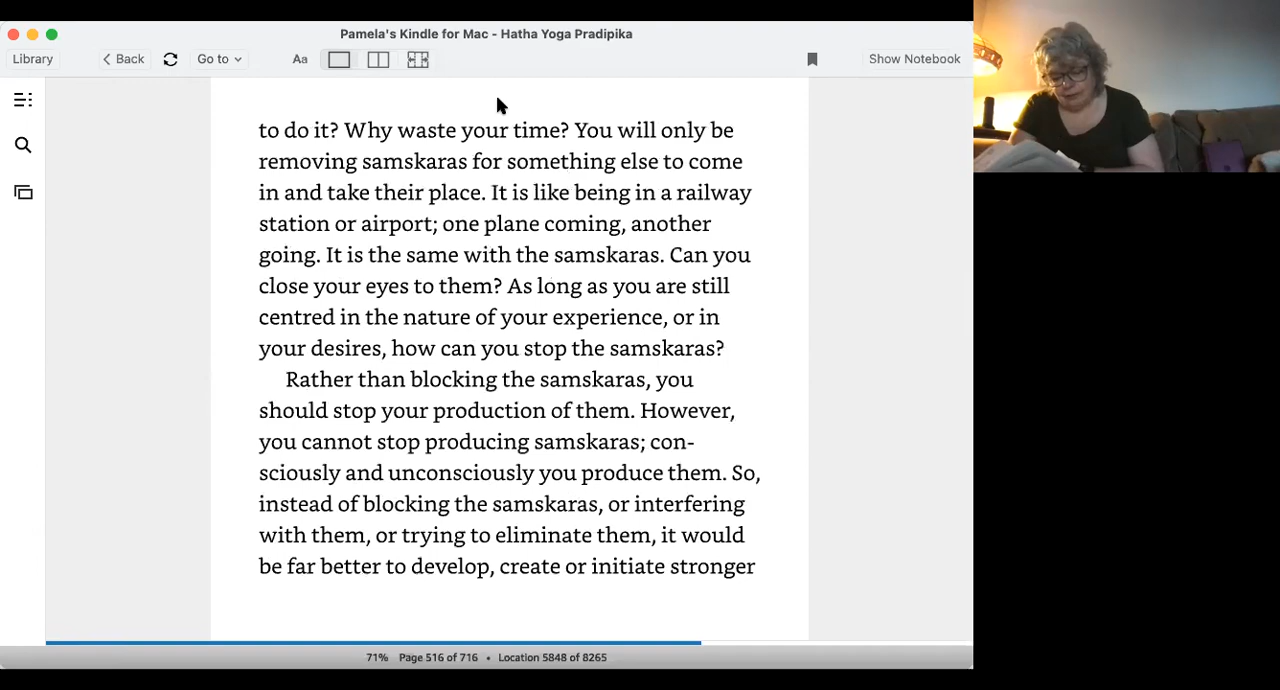 Pamela's Kindle for Mac - Hatha Yoga Pradipika
Library
Back
Go to
Aa
Show Notebook
to do it? Why waste your time? You will only be
removing samskaras for something else to come
in and take their place. It is like being in a railway
station or airport; one plane coming, another
going. It is the same with the samskaras. Can you
close your eyes to them? As long as you are still
centred in the nature of your experience, or in
your desires, how can you stop the samskaras?
Rather than blocking the samskaras, you
should stop your production of them. However,
you cannot stop producing samskaras; con-
sciously and unconsciously you produce them. So,
instead of blocking the samskaras, or interfering
with them, or trying to eliminate them, it would
be far better to develop, create or initiate stronger
71% Page 516 of 716 • Location 5848 of 8265